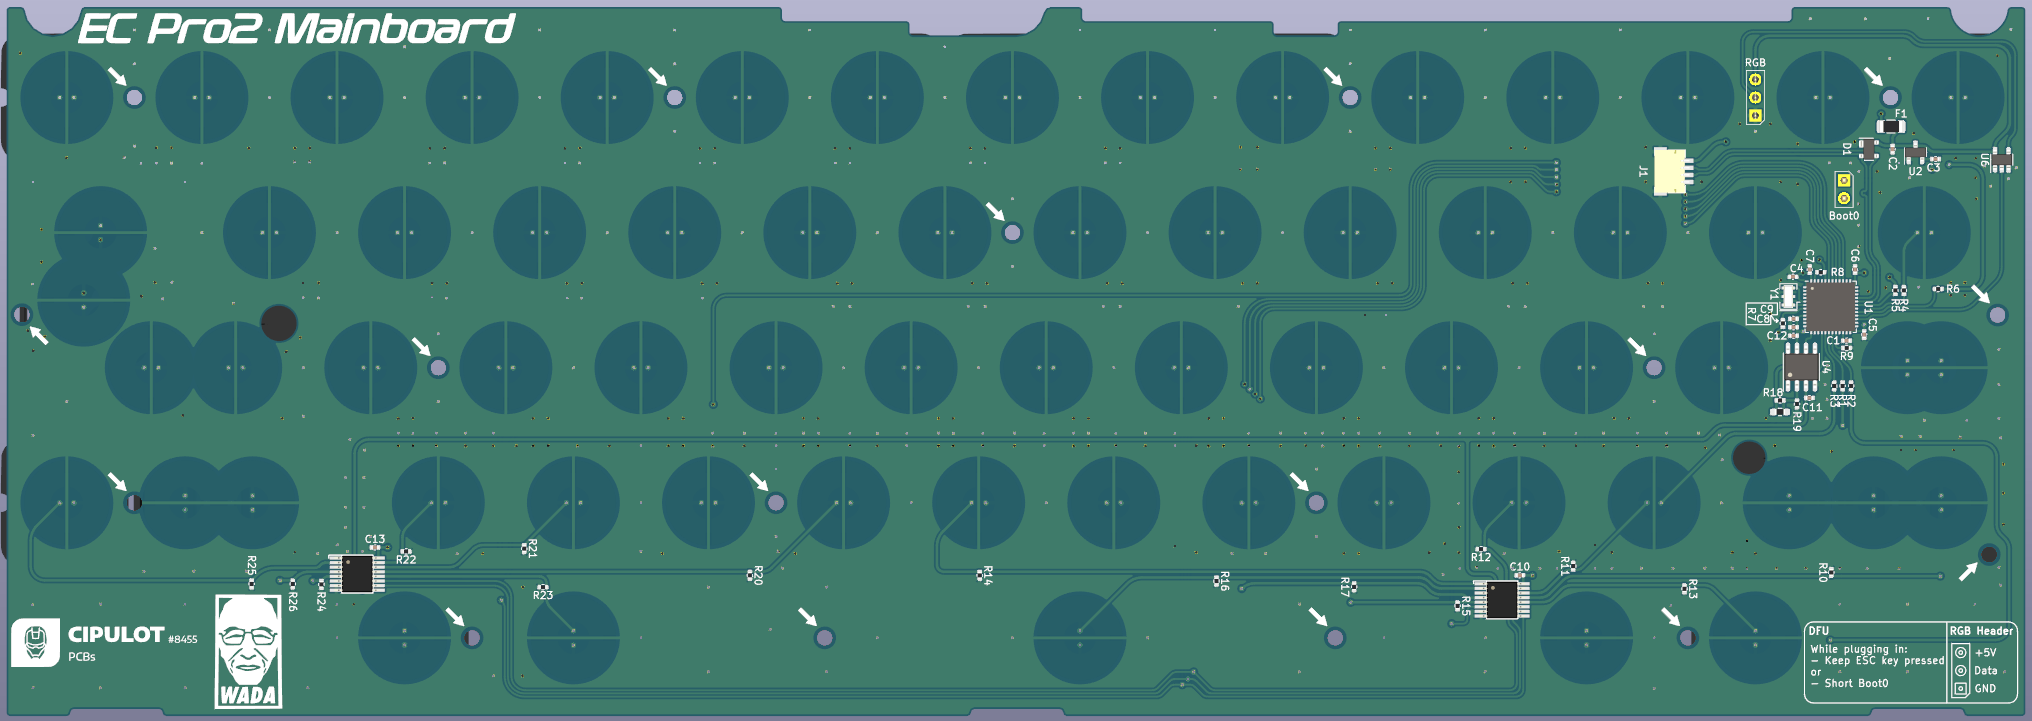 EC Pro2 Mainboard
RGB
F1
D1
C2
U2
C3
U6
J1
Boot0
C7
C6
C4
R8
Y1
U1
R5
R4
R6
C9
R7
C8
C5
C12
C1
R9
U4
R18
C11
R3
R1
R2
R19
C13
R22
R21
R25
R26
R24
R23
R20
R14
R16
R17
R12
C10
R11
R15
R13
R10
CIPULOT #8455
PCBs
WADA
DFU
While plugging in:
- Keep ESC key pressed
or
- Short Boot0
RGB Header
+5V
Data
GND